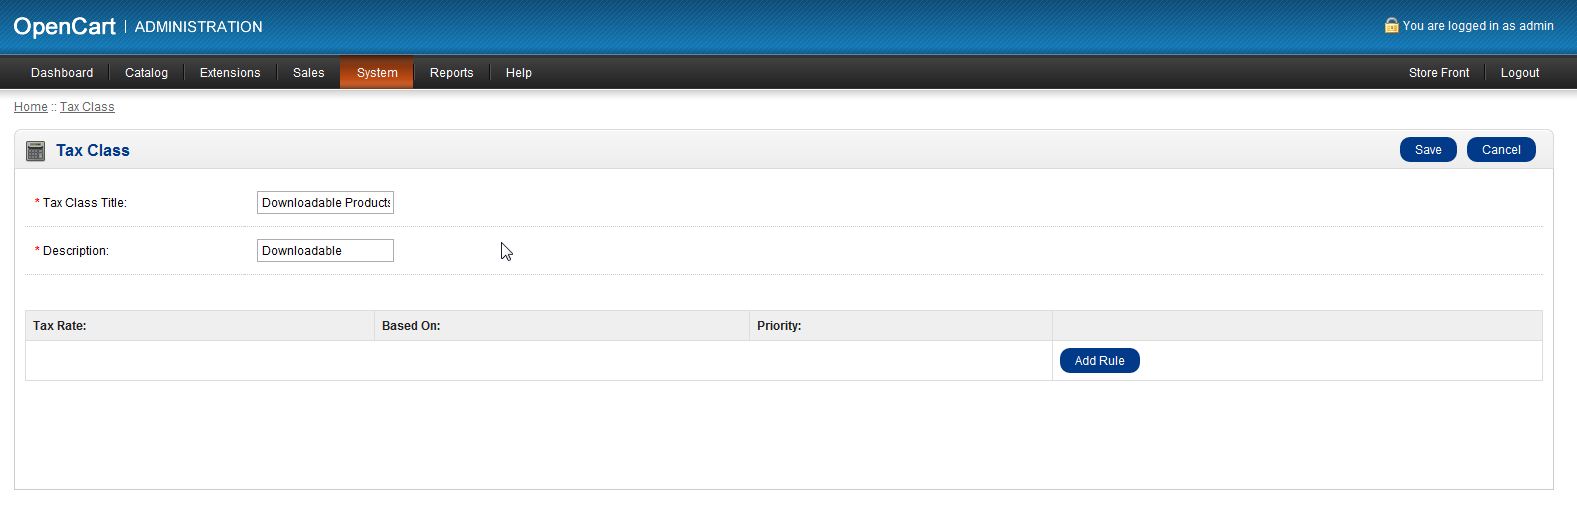 OpenCart | ADMINISTRATION
You are logged in as admin
Dashboard Catalog Extensions Sales System Reports Help Store Front Logout
Home :: Tax Class
Tax Class Save Cancel
* Tax Class Title: Downloadable Products
* Description: Downloadable
Tax Rate: Based On: Priority:
Add Rule